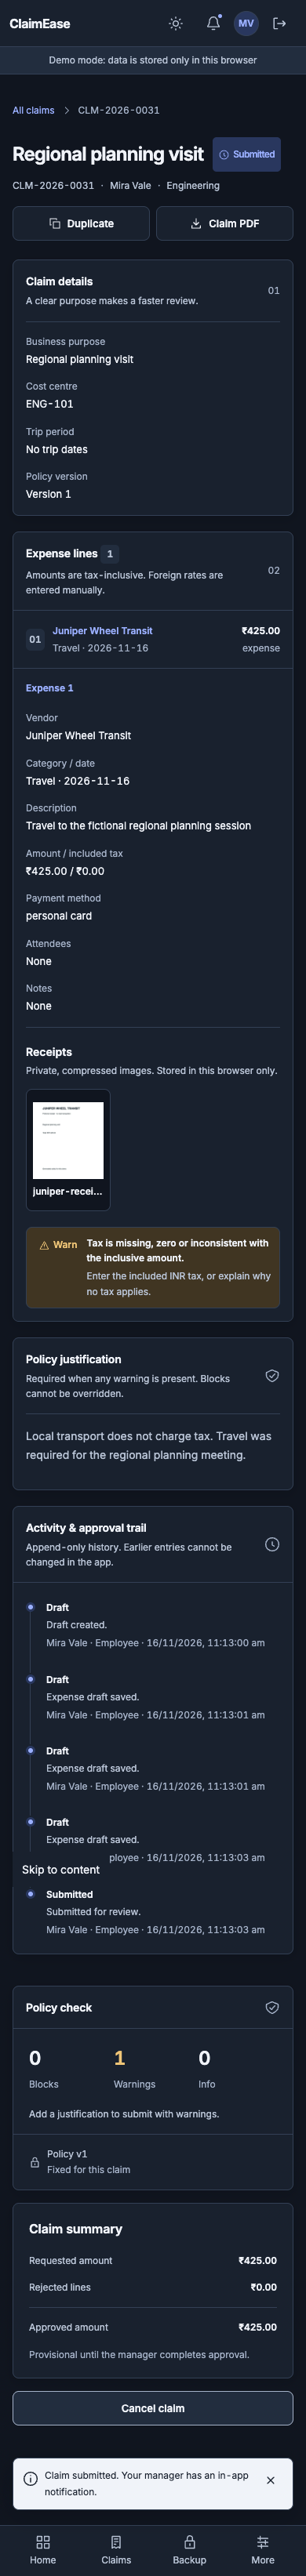 ClaimEase
MV
Demo mode: data is stored only in this browser
All claims > CLM-2026-0031
Regional planning visit
Submitted
CLM-2026-0031 · Mira Vale · Engineering
Duplicate
Claim PDF
Claim details
A clear purpose makes a faster review.
01
Business purpose
Regional planning visit
Cost centre
ENG-101
Trip period
No trip dates
Policy version
Version 1
Expense lines 1
Amounts are tax-inclusive. Foreign rates are
entered manually.
02
01
Juniper Wheel Transit
₹425.00
Travel · 2026-11-16
expense
Expense 1
Vendor
Juniper Wheel Transit
Category / date
Travel · 2026-11-16
Description
Travel to the fictional regional planning session
Amount / included tax
₹425.00 / ₹0.00
Payment method
personal card
Attendees
None
Notes
None
Receipts
Private, compressed images. Stored in this browser only.
JUNIPER WHEEL TRANSIT
juniper-recei...
Warn
Tax is missing, zero or inconsistent with
the inclusive amount.
Enter the included INR tax, or explain why
no tax applies.
Policy justification
Required when any warning is present. Blocks
cannot be overridden.
Local transport does not charge tax. Travel was
required for the regional planning meeting.
Activity & approval trail
Append-only history. Earlier entries cannot be
changed in the app.
Draft
Draft created.
Mira Vale · Employee · 16/11/2026, 11:13:00 am
Draft
Expense draft saved.
Mira Vale · Employee · 16/11/2026, 11:13:01 am
Draft
Expense draft saved.
Mira Vale · Employee · 16/11/2026, 11:13:01 am
Draft
Expense draft saved.
ployee · 16/11/2026, 11:13:03 am
Skip to content
Submitted
Submitted for review.
Mira Vale · Employee · 16/11/2026, 11:13:03 am
Policy check
0
1
0
Blocks
Warnings
Info
Add a justification to submit with warnings.
Policy v1
Fixed for this claim
Claim summary
Requested amount
₹425.00
Rejected lines
₹0.00
Approved amount
₹425.00
Provisional until the manager completes approval.
Cancel claim
Claim submitted. Your manager has an in-app
notification.
Home
Claims
Backup
More